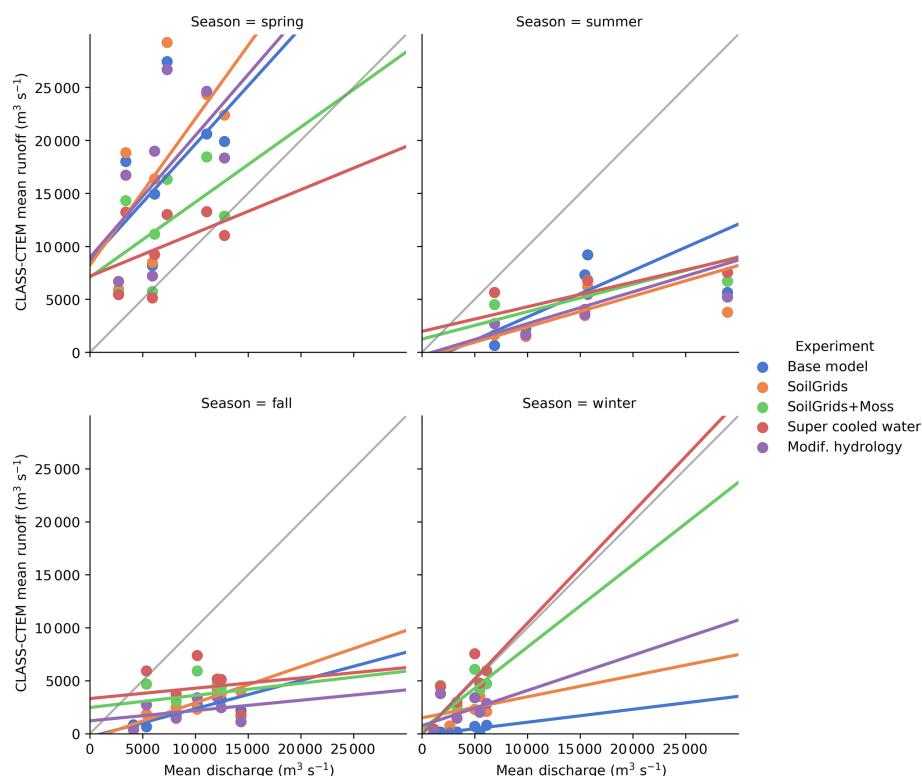 Season = spring
Season = summer
CLASS-CTEM mean runoff (m³ s⁻¹)
25 000
20 000
15 000
10 000
5000
0
Experiment
Base model
SoilGrids
SoilGrids+Moss
Super cooled water
Modif. hydrology
Season = fall
Season = winter
CLASS-CTEM mean runoff (m³ s⁻¹)
25 000
20 000
15 000
10 000
5000
0
0 5000 10 000 15 000 20 000 25 000
0 5000 10 000 15 000 20 000 25 000
Mean discharge (m³ s⁻¹)
Mean discharge (m³ s⁻¹)